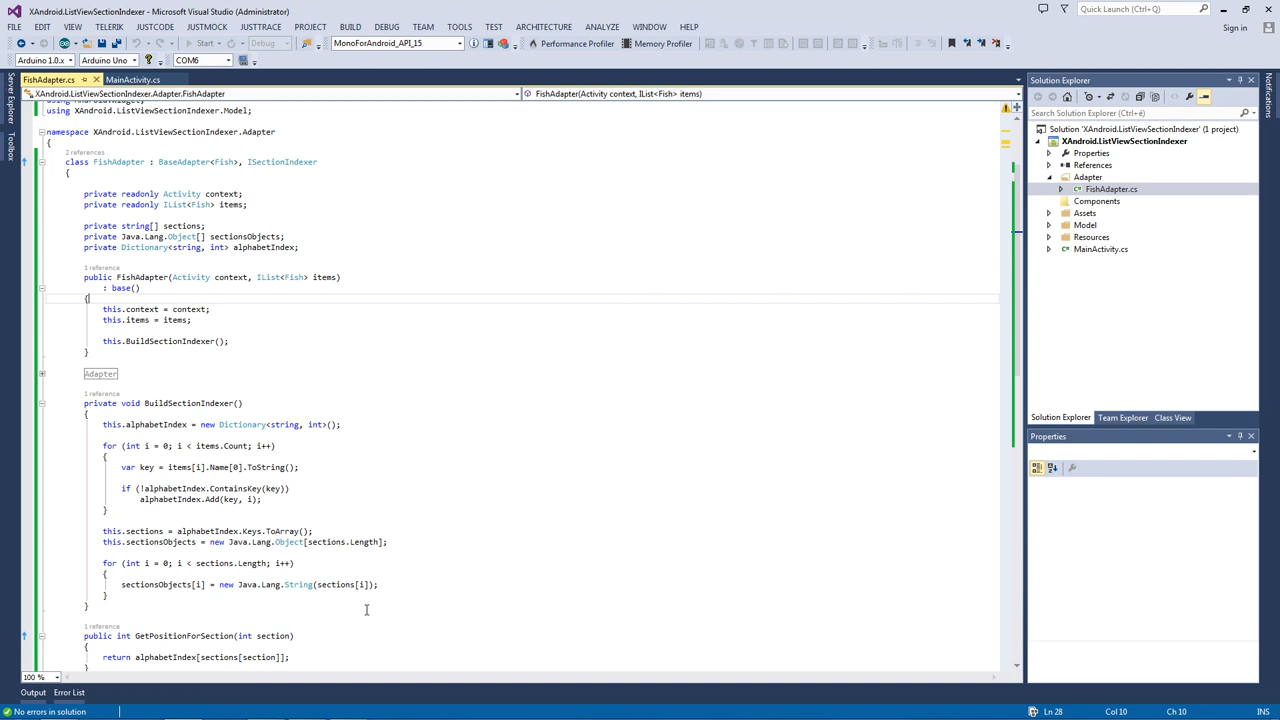 XAndroid.ListViewSectionIndexer - Microsoft Visual Studio (Administrator)
Quick Launch (Ctrl+Q)
FILE EDIT VIEW TELERIK JUSTCODE JUSTMOCK JUSTTRACE PROJECT BUILD DEBUG TEAM TOOLS TEST ARCHITECTURE ANALYZE WINDOW HELP
Sign in
Start Debug MonoForAndroid_API_15 Performance Profiler Memory Profiler
Arduino 1.0.x Arduino Uno ? COM6
Server Explorer
Toolbox
FishAdapter.cs MainActivity.cs
XAndroid.ListViewSectionIndexer.Adapter.FishAdapter
FishAdapter(Activity context, IList<Fish> items)
using XAndroid.ListViewSectionIndexer.Model;
namespace XAndroid.ListViewSectionIndexer.Adapter
{
2 references
class FishAdapter : BaseAdapter<Fish>, ISectionIndexer
{
private readonly Activity context;
private readonly IList<Fish> items;
private string[] sections;
private Java.Lang.Object[] sectionsObjects;
private Dictionary<string, int> alphabetIndex;
1 reference
public FishAdapter(Activity context, IList<Fish> items)
: base()
{
this.context = context;
this.items = items;
this.BuildSectionIndexer();
}
Adapter
1 reference
private void BuildSectionIndexer()
{
this.alphabetIndex = new Dictionary<string, int>();
for (int i = 0; i < items.Count; i++)
{
var key = items[i].Name[0].ToString();
if (!alphabetIndex.ContainsKey(key))
alphabetIndex.Add(key, i);
}
this.sections = alphabetIndex.Keys.ToArray();
this.sectionsObjects = new Java.Lang.Object[sections.Length];
for (int i = 0; i < sections.Length; i++)
{
sectionsObjects[i] = new Java.Lang.String(sections[i]);
}
}
1 reference
public int GetPositionForSection(int section)
{
return alphabetIndex[sections[section]];
}
100 %
Solution Explorer
Search Solution Explorer (Ctrl+é)
Solution 'XAndroid.ListViewSectionIndexer' (1 project)
XAndroid.ListViewSectionIndexer
Properties
References
Adapter
FishAdapter.cs
Components
Assets
Model
Resources
MainActivity.cs
Solution Explorer Team Explorer Class View
Properties
Notifications
Output Error List
No errors in solution
Ln 28 Col 10 Ch 10 INS